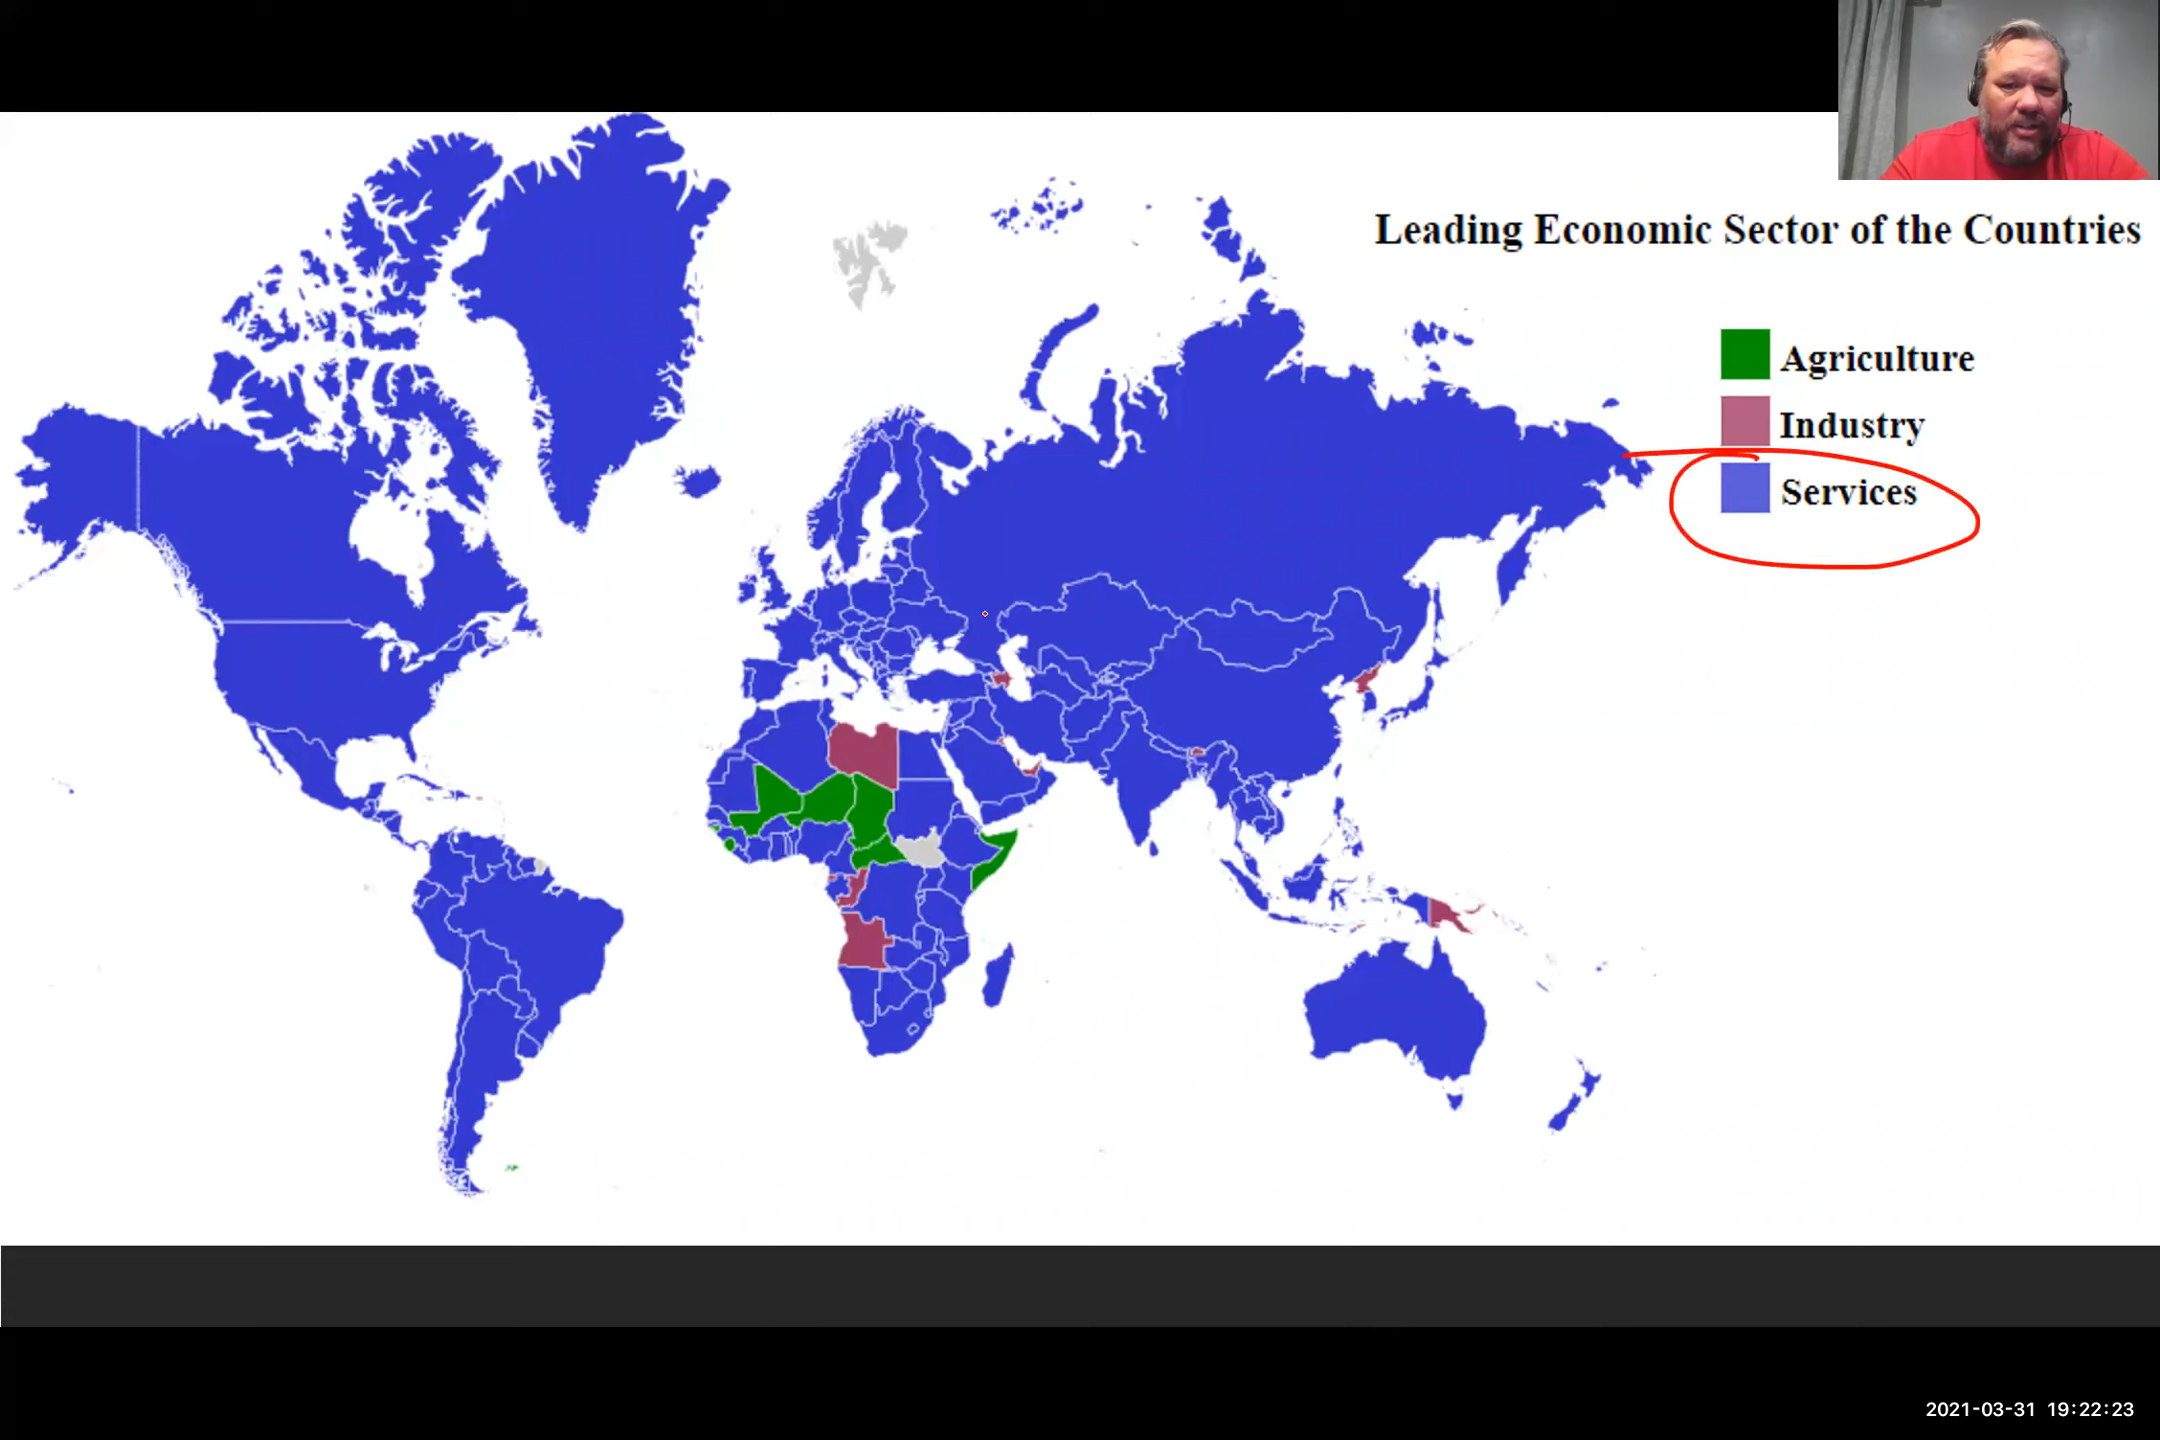 Leading Economic Sector of the Countries
Agriculture
Industry
Services
2021-03-31 19:22:23